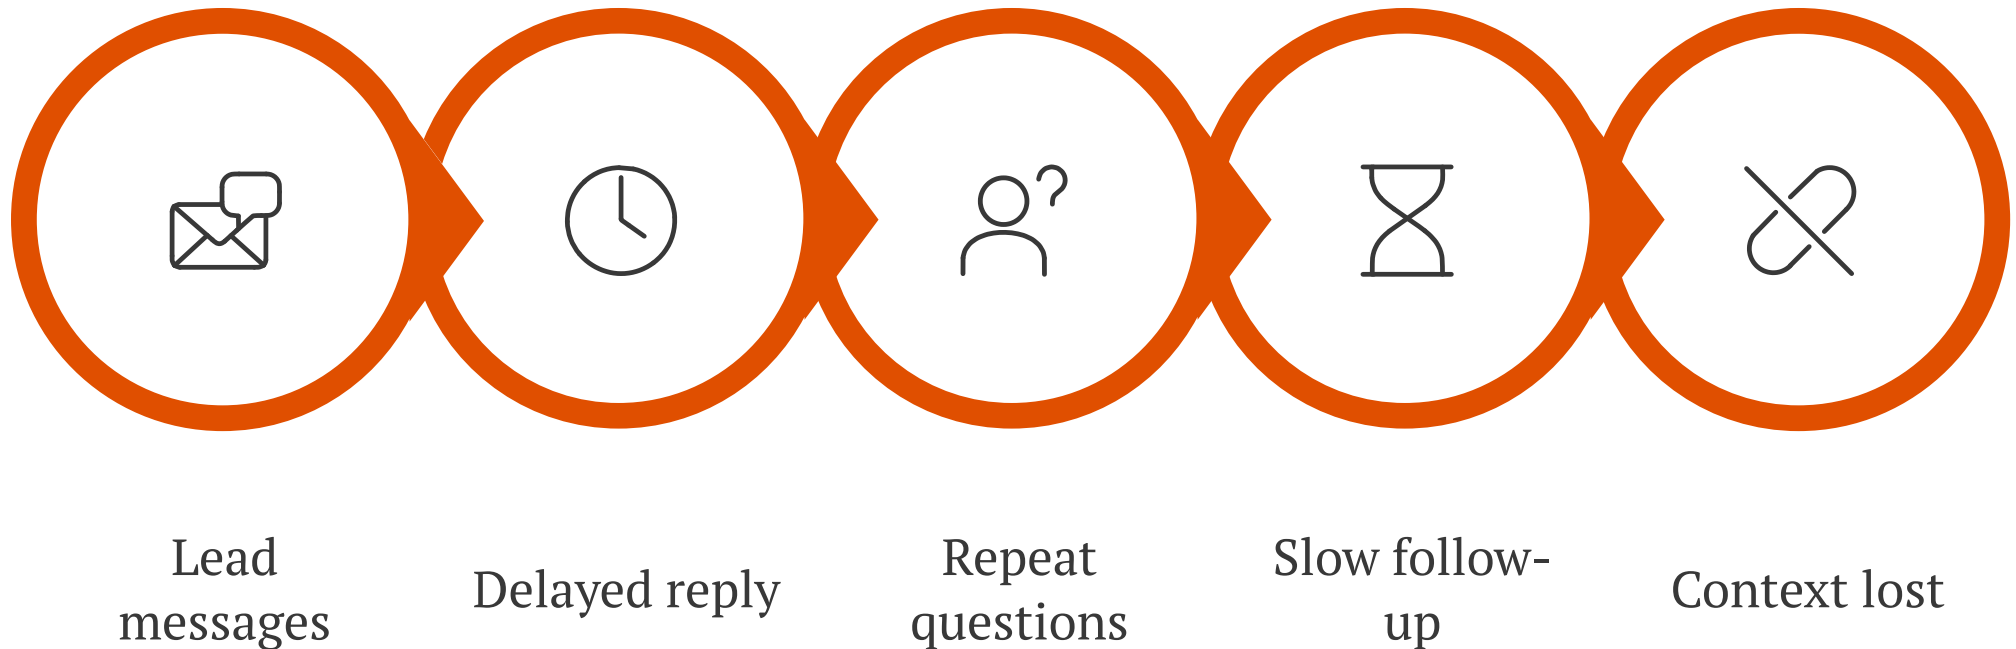 Lead
messages
Delayed reply
Repeat
questions
Slow follow-
up
Context lost